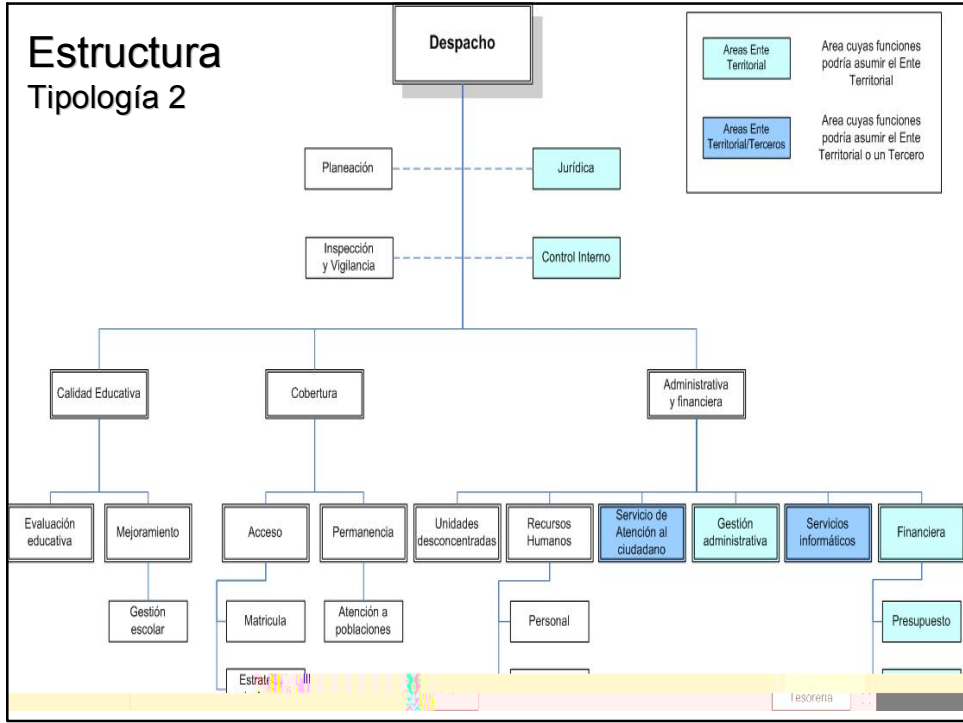 Estructura
Tipología 2
Despacho
Areas Ente
Territorial
Area cuyas funciones
podría asumir el Ente
Territorial
Areas Ente
Territorial/Terceros
Area cuyas funciones
podría asumir el Ente
Territorial o un Tercero
Planeación
Jurídica
Inspección
y Vigilancia
Control Interno
Calidad Educativa
Cobertura
Administrativa
y financiera
Evaluación
educativa
Mejoramiento
Acceso
Permanencia
Unidades
desconcentradas
Recursos
Humanos
Servicio de
Atención al
ciudadano
Gestión
administrativa
Servicios
informáticos
Financiera
Gestión
escolar
Matricula
Atención a
poblaciones
Personal
Presupuesto
Tesorería